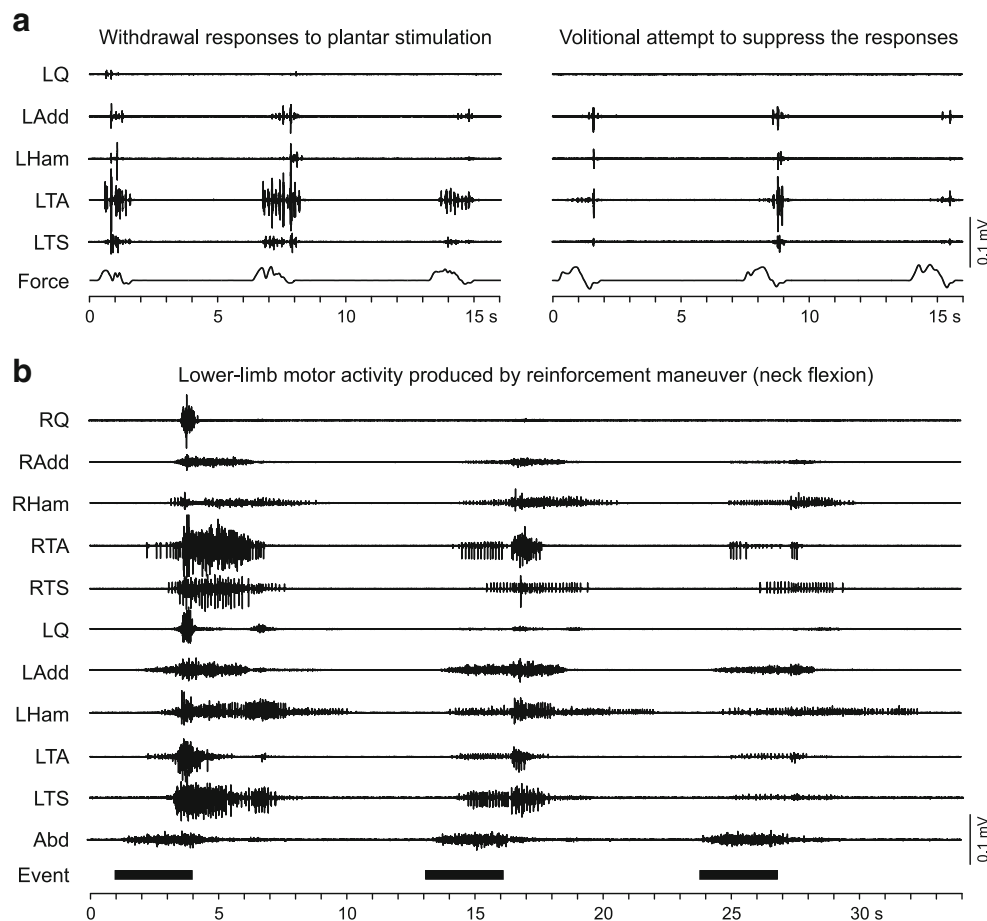 a
Withdrawal responses to plantar stimulation
Volitional attempt to suppress the responses
LQ
LAdd
LHam
LTA
LTS
Force
0.1 mV
0 5 10 15 s
0 5 10 15 s
b
Lower-limb motor activity produced by reinforcement maneuver (neck flexion)
RQ
RAdd
RHam
RTA
RTS
LQ
LAdd
LHam
LTA
LTS
Abd
Event
0.1 mV
0 5 10 15 20 25 30 s